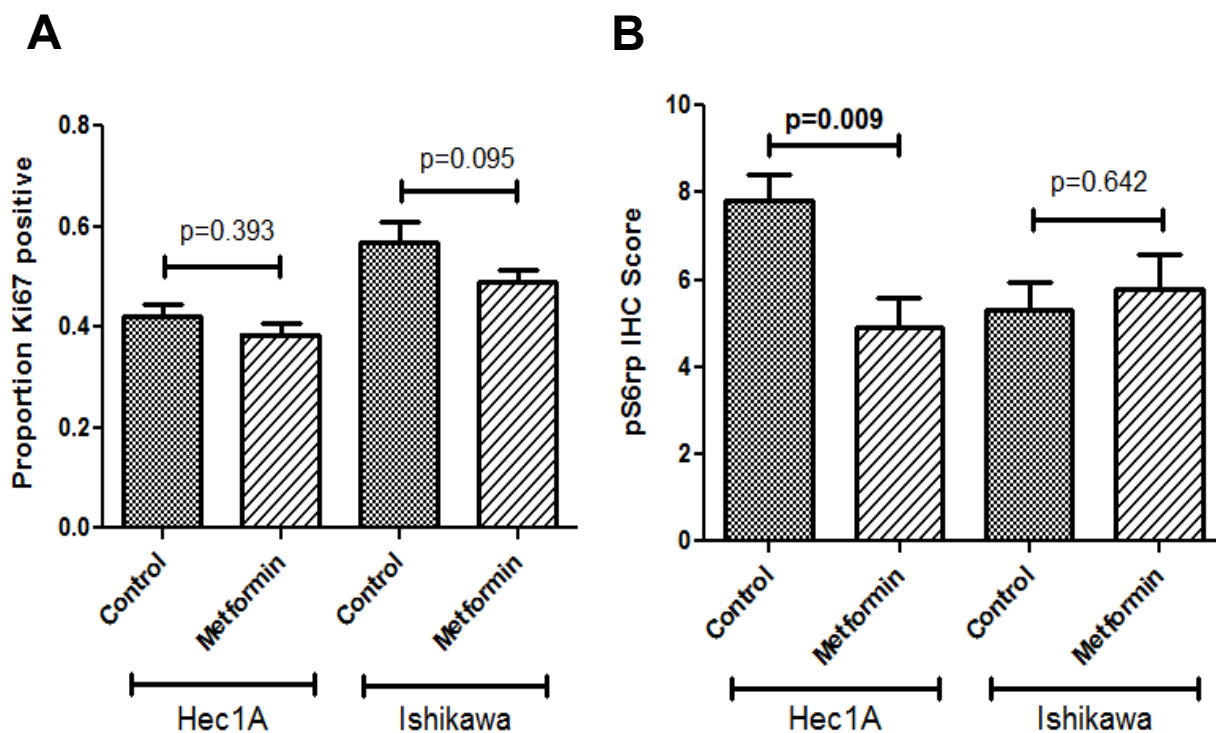 A
Proportion Ki67 positive
0.8
0.6
0.4
0.2
0.0
p=0.393
p=0.095
Control
Metformin
Control
Metformin
Hec1A
Ishikawa
B
pS6rp IHC Score
10
8
6
4
2
0
p=0.009
p=0.642
Control
Metformin
Control
Metformin
Hec1A
Ishikawa